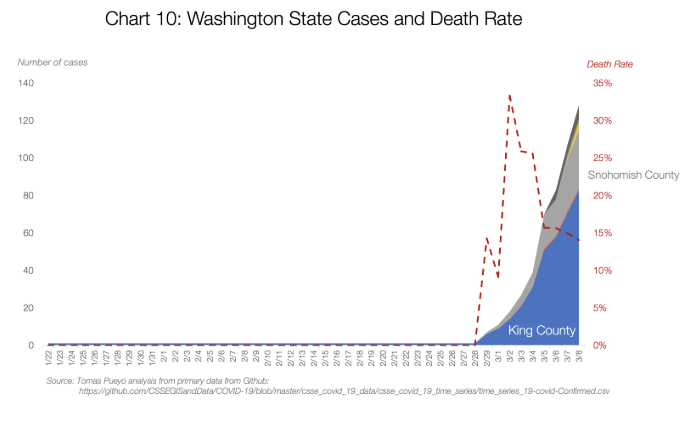 Chart 10: Washington State Cases and Death Rate
Number of cases
Death Rate
140
35%
120
30%
100
25%
Snohomish County
80
20%
60
15%
40
10%
20
5%
King County
0
0%
1/22 1/23 1/24 1/25 1/26 1/27 1/28 1/29 1/30 1/31 2/1 2/2 2/3 2/4 2/5 2/6 2/7 2/8 2/9 2/10 2/11 2/12 2/13 2/14 2/15 2/16 2/17 2/18 2/19 2/20 2/21 2/22 2/23 2/24 2/25 2/26 2/27 2/28 2/29 3/1 3/2 3/3 3/4 3/5 3/6 3/7 3/8
Source: Tomas Pueyo analysis from primary data from Github:
https://github.com/CSSEGISandData/COVID-19/blob/master/csse_covid_19_data/csse_covid_19_time_series/time_series_19-covid-Confirmed.csv